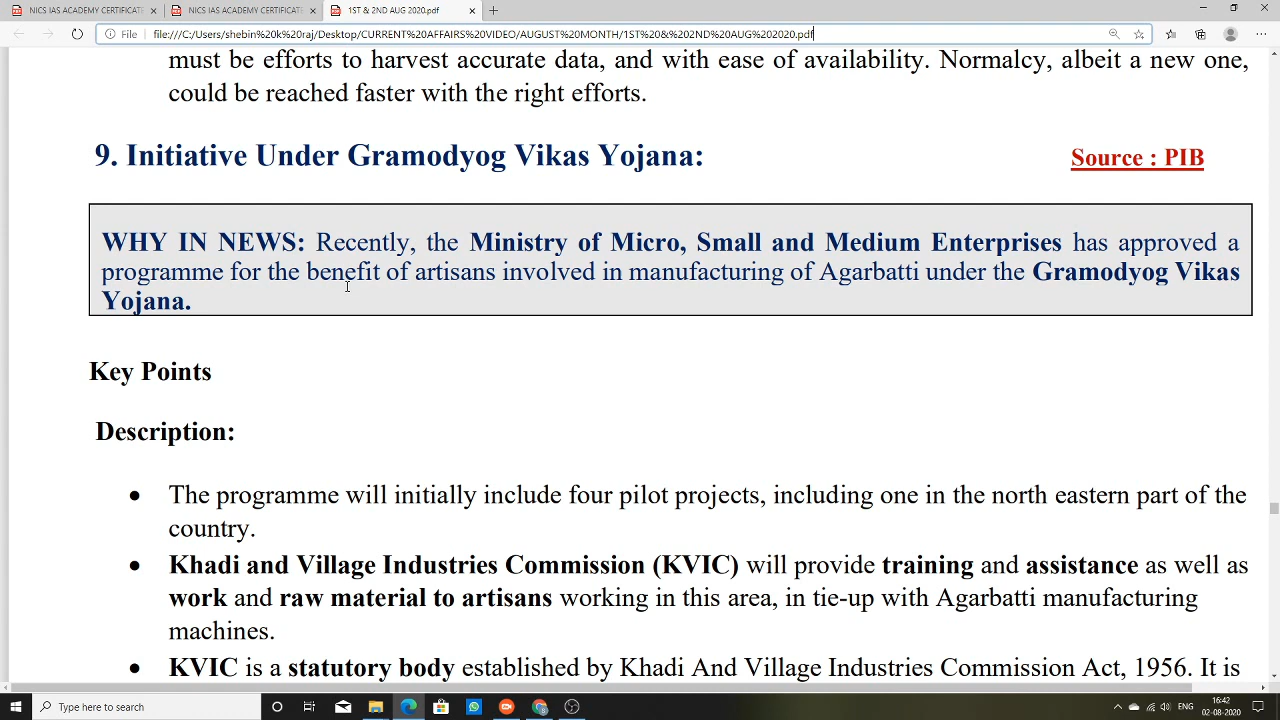 NICS IAS ACADEMY CERTIFICATE
NICS IAS ACADEMY CERTIFICATE
1ST & 2ND AUG 2020.pdf
File
file:///C:/Users/shebin%20k%20raj/Desktop/CURRENT%20AFFAIRS%20VIDEO/AUGUST%20MONTH/1ST%20&%202ND%20AUG%202020.pdf
must be efforts to harvest accurate data, and with ease of availability. Normalcy, albeit a new one,
could be reached faster with the right efforts.
9. Initiative Under Gramodyog Vikas Yojana:
Source : PIB
WHY IN NEWS: Recently, the Ministry of Micro, Small and Medium Enterprises has approved a
programme for the benefit of artisans involved in manufacturing of Agarbatti under the Gramodyog Vikas
Yojana.
Key Points
Description:
• The programme will initially include four pilot projects, including one in the north eastern part of the
country.
• Khadi and Village Industries Commission (KVIC) will provide training and assistance as well as
work and raw material to artisans working in this area, in tie-up with Agarbatti manufacturing
machines.
• KVIC is a statutory body established by Khadi And Village Industries Commission Act, 1956. It is
Type here to search
ENG
16:42
02-08-2020